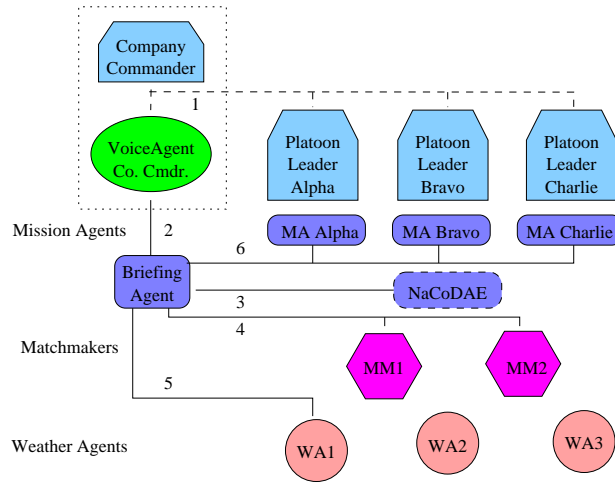 Company
Commander
1
VoiceAgent
Co. Cmdr.
Platoon
Leader
Alpha
Platoon
Leader
Bravo
Platoon
Leader
Charlie
Mission Agents
2
MA Alpha
MA Bravo
MA Charlie
6
Briefing
Agent
NaCoDAE
3
4
Matchmakers
MM1
MM2
5
Weather Agents
WA1
WA2
WA3